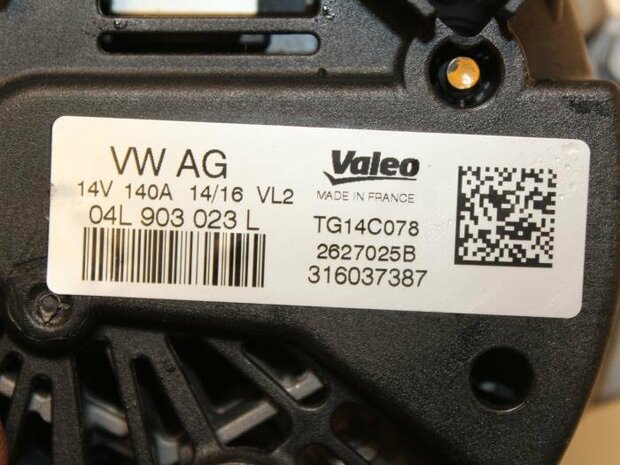 VW AG
14V 140A 14/16 VL2
04L 903 023 L
Valeo
MADE IN FRANCE
TG14C078
2627025B
316037387